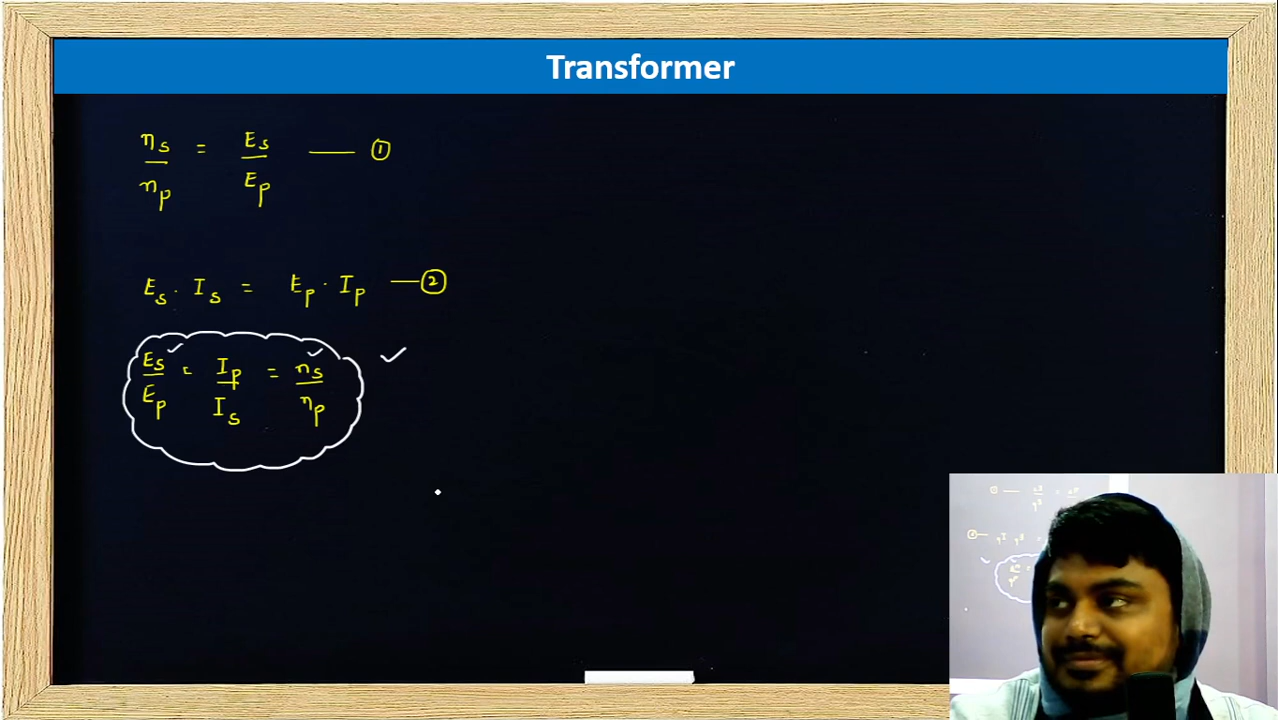 Transformer
ns/np = Es/Ep —— ①
Es · Is = Ep · Ip — ②
Es/Ep = Ip/Is = ns/np